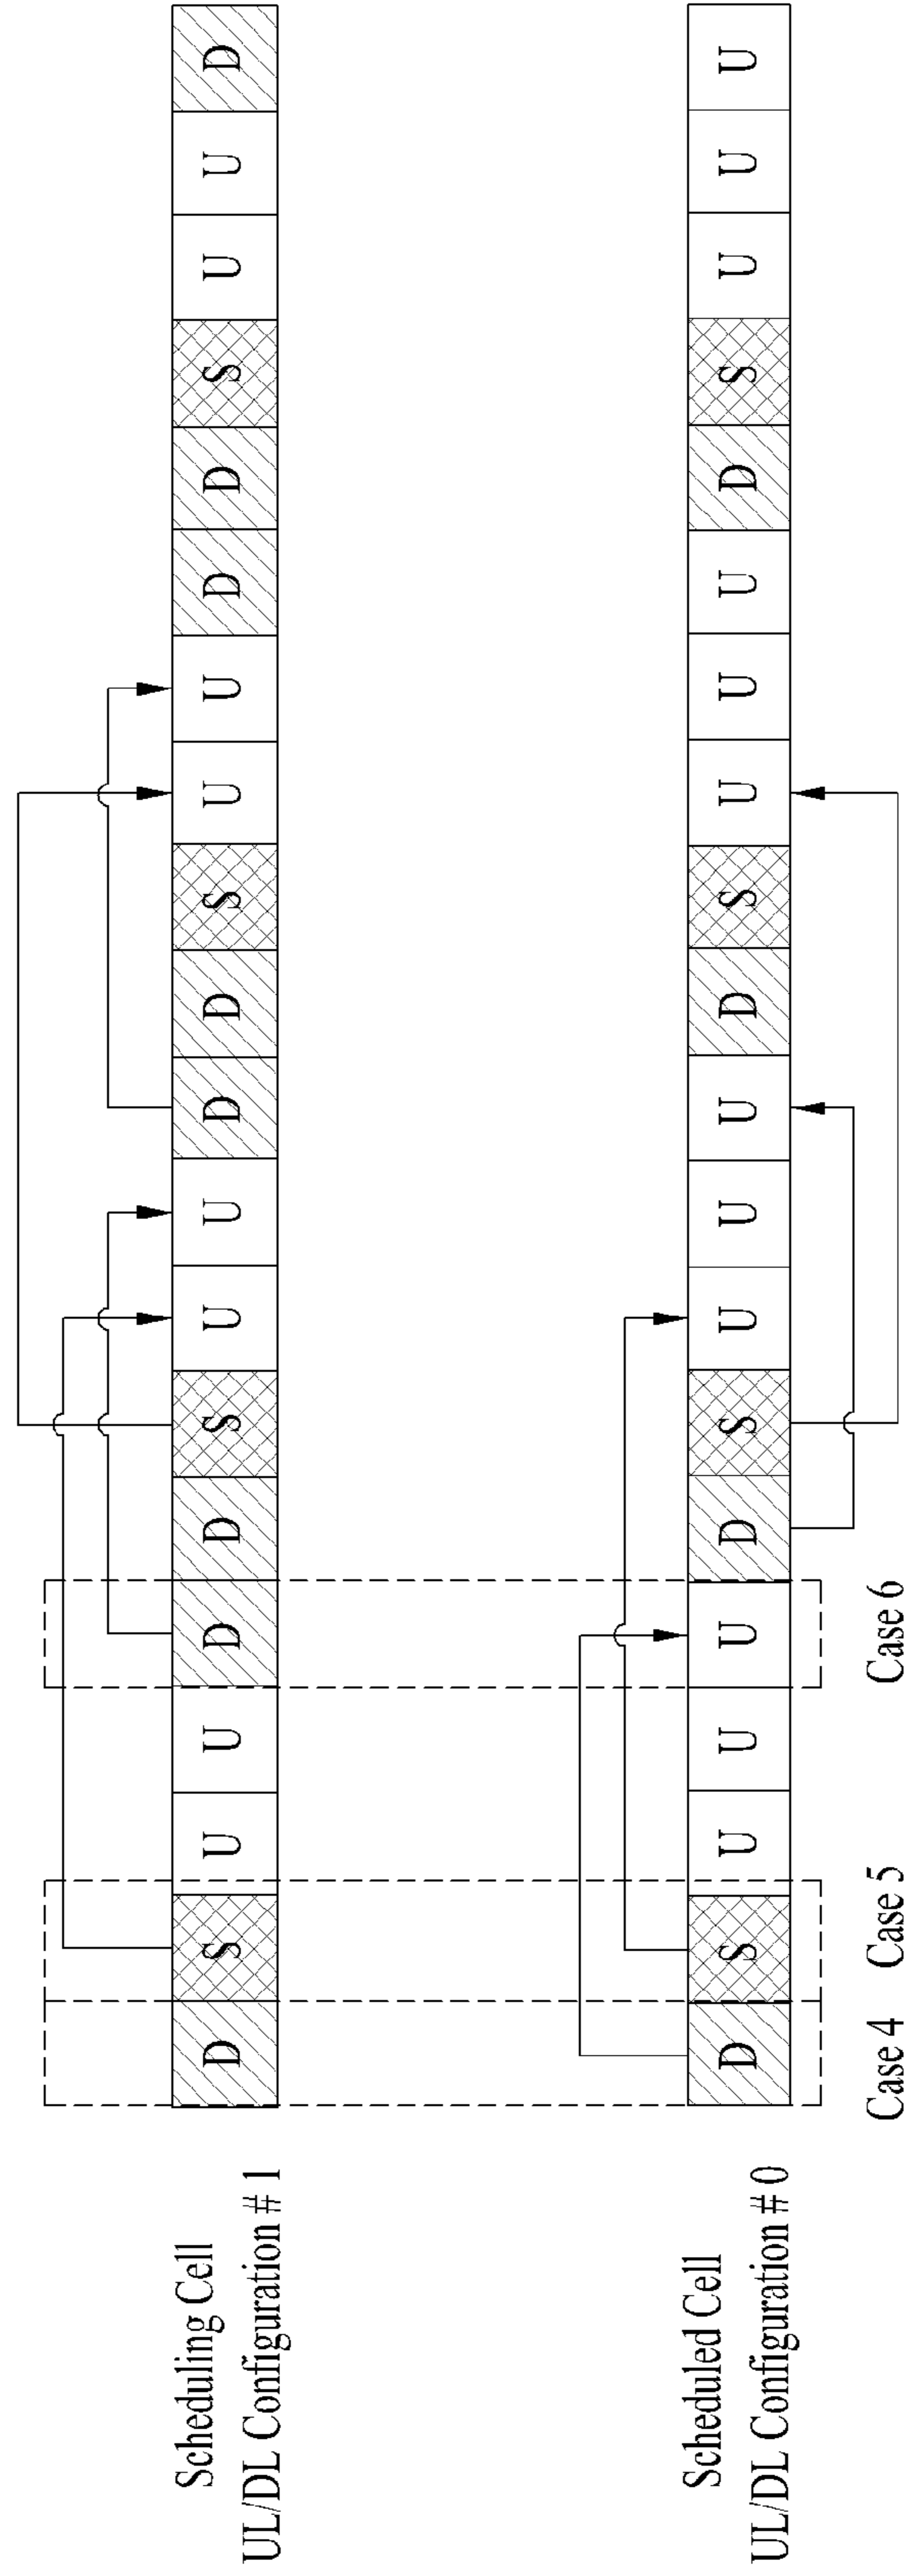 Scheduling Cell
UL/DL Configuration # 1
D S U U D D S U U D D S U U D D S U U D
Scheduled Cell
UL/DL Configuration # 0
D S U U U D S U U U D S U U U D S U U U
Case 4 Case 5 Case 6